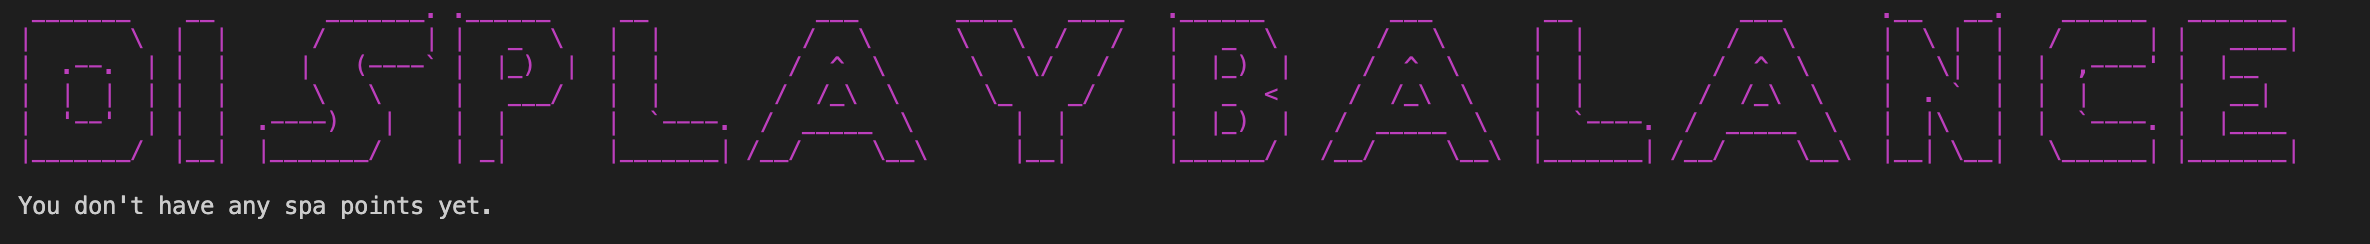 DISPLAYBALANCE
You don't have any spa points yet.